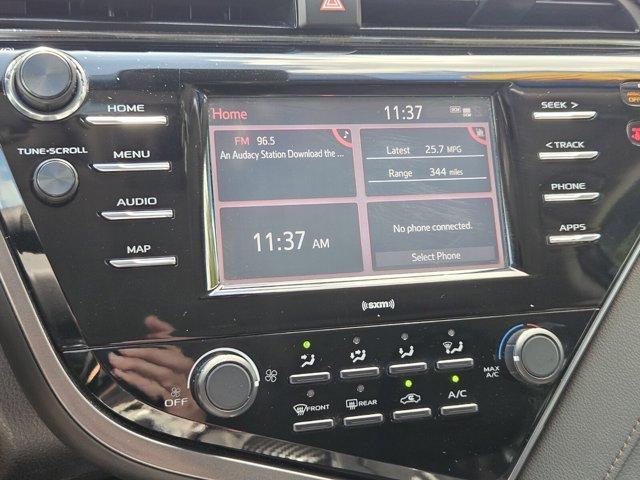 HOME
TUNE•SCROLL
MENU
AUDIO
MAP
Home
11:37
FM 96.5
An Audacy Station Download the ...
Latest 25.7 MPG
Range 344 miles
11:37 AM
No phone connected.
Select Phone
SEEK >
< TRACK
PHONE
APPS
((sxm))
OFF
FRONT
REAR
A/C
MAX
A/C
OFF